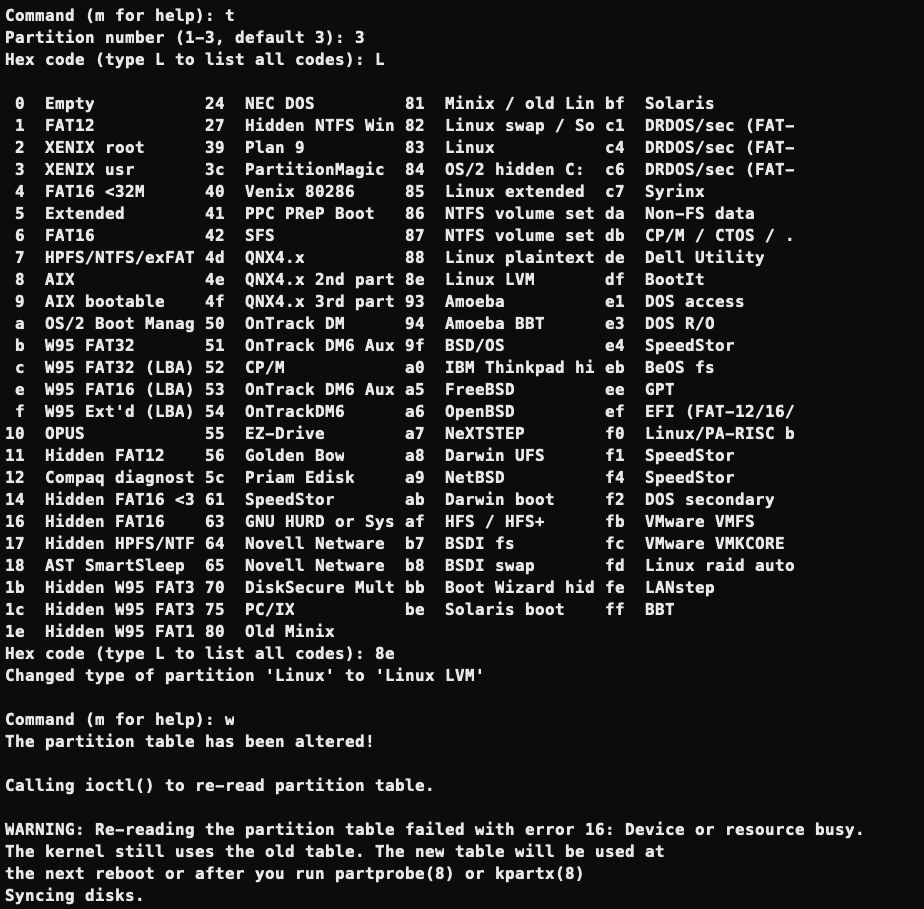 Command (m for help): t
Partition number (1-3, default 3): 3
Hex code (type L to list all codes): L
 0  Empty           24  NEC DOS         81  Minix / old Lin bf  Solaris
 1  FAT12           27  Hidden NTFS Win 82  Linux swap / So c1  DRDOS/sec (FAT-
 2  XENIX root      39  Plan 9          83  Linux           c4  DRDOS/sec (FAT-
 3  XENIX usr       3c  PartitionMagic  84  OS/2 hidden C:  c6  DRDOS/sec (FAT-
 4  FAT16 <32M      40  Venix 80286     85  Linux extended  c7  Syrinx
 5  Extended        41  PPC PReP Boot   86  NTFS volume set da  Non-FS data
 6  FAT16           42  SFS             87  NTFS volume set db  CP/M / CTOS / .
 7  HPFS/NTFS/exFAT 4d  QNX4.x          88  Linux plaintext de  Dell Utility
 8  AIX             4e  QNX4.x 2nd part 8e  Linux LVM       df  BootIt
 9  AIX bootable    4f  QNX4.x 3rd part 93  Amoeba          e1  DOS access
 a  OS/2 Boot Manag 50  OnTrack DM      94  Amoeba BBT      e3  DOS R/O
 b  W95 FAT32       51  OnTrack DM6 Aux 9f  BSD/OS          e4  SpeedStor
 c  W95 FAT32 (LBA) 52  CP/M            a0  IBM Thinkpad hi eb  BeOS fs
 e  W95 FAT16 (LBA) 53  OnTrack DM6 Aux a5  FreeBSD         ee  GPT
 f  W95 Ext'd (LBA) 54  OnTrackDM6      a6  OpenBSD         ef  EFI (FAT-12/16/
10  OPUS            55  EZ-Drive        a7  NeXTSTEP        f0  Linux/PA-RISC b
11  Hidden FAT12    56  Golden Bow      a8  Darwin UFS      f1  SpeedStor
12  Compaq diagnost 5c  Priam Edisk     a9  NetBSD          f4  SpeedStor
14  Hidden FAT16 <3 61  SpeedStor       ab  Darwin boot     f2  DOS secondary
16  Hidden FAT16    63  GNU HURD or Sys af  HFS / HFS+      fb  VMware VMFS
17  Hidden HPFS/NTF 64  Novell Netware  b7  BSDI fs         fc  VMware VMKCORE
18  AST SmartSleep  65  Novell Netware  b8  BSDI swap       fd  Linux raid auto
1b  Hidden W95 FAT3 70  DiskSecure Mult bb  Boot Wizard hid fe  LANstep
1c  Hidden W95 FAT3 75  PC/IX           be  Solaris boot    ff  BBT
1e  Hidden W95 FAT1 80  Old Minix
Hex code (type L to list all codes): 8e
Changed type of partition 'Linux' to 'Linux LVM'
Command (m for help): w
The partition table has been altered!
Calling ioctl() to re-read partition table.
WARNING: Re-reading the partition table failed with error 16: Device or resource busy.
The kernel still uses the old table. The new table will be used at
the next reboot or after you run partprobe(8) or kpartx(8)
Syncing disks.